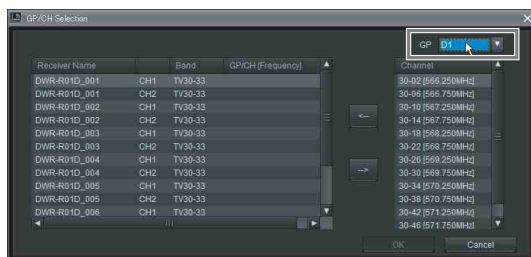 GP/CH Selection
GP D1
Receiver Name Band GP/CH [Frequency] Channel
DWR-R01D_001 CH1 TV30-33 30-02 [566.250MHz]
DWR-R01D_001 CH2 TV30-33 30-06 [566.750MHz]
DWR-R01D_002 CH1 TV30-33 30-10 [567.250MHz]
DWR-R01D_002 CH2 TV30-33 30-14 [567.750MHz]
DWR-R01D_003 CH1 TV30-33 30-18 [568.250MHz]
DWR-R01D_003 CH2 TV30-33 30-22 [568.750MHz]
DWR-R01D_004 CH1 TV30-33 30-26 [569.250MHz]
DWR-R01D_004 CH2 TV30-33 30-30 [569.750MHz]
DWR-R01D_005 CH1 TV30-33 30-34 [570.250MHz]
DWR-R01D_005 CH2 TV30-33 30-38 [570.750MHz]
DWR-R01D_006 CH1 TV30-33 30-42 [571.250MHz]
30-46 [571.750MHz]
<--
-->
OK Cancel